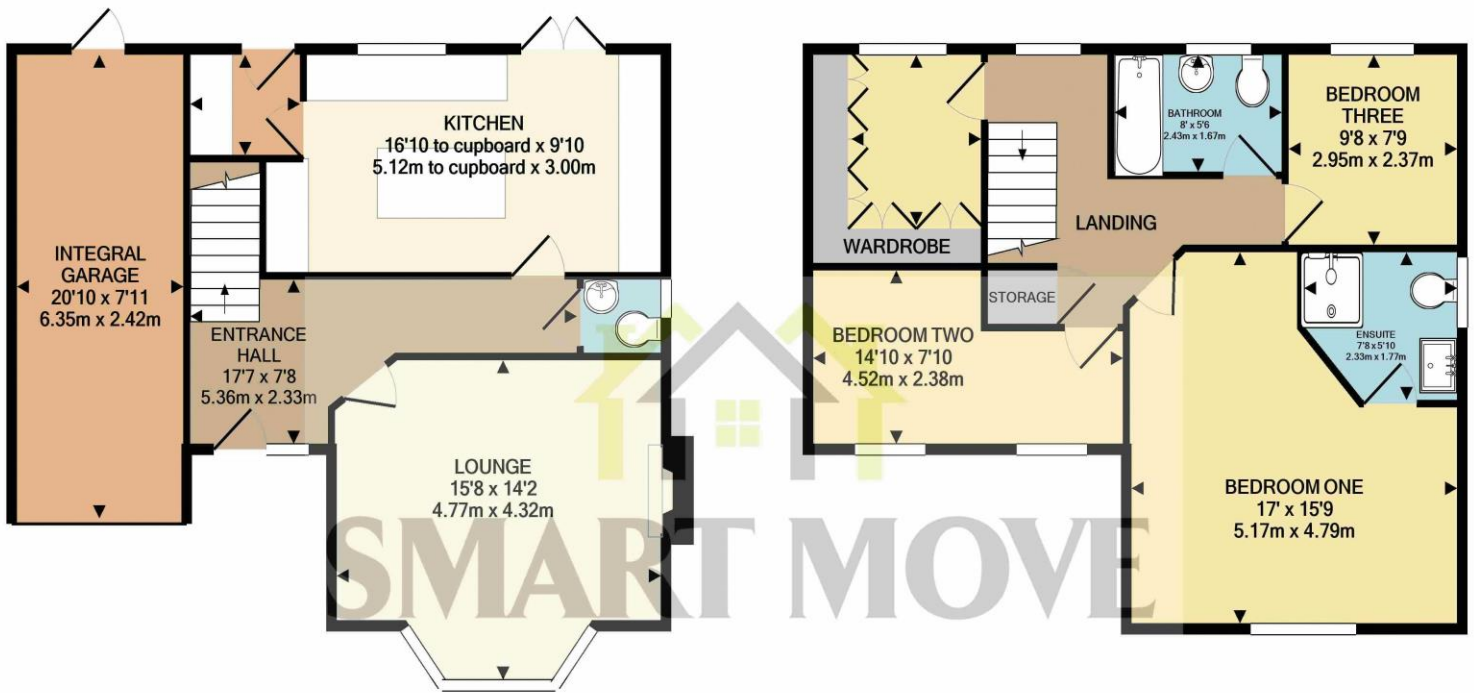 KITCHEN
16'10 to cupboard x 9'10
5.12m to cupboard x 3.00m
INTEGRAL
GARAGE
20'10 x 7'11
6.35m x 2.42m
ENTRANCE
HALL
17'7 x 7'8
5.36m x 2.33m
LOUNGE
15'8 x 14'2
4.77m x 4.32m
WARDROBE
LANDING
BATHROOM
8' x 5'6
2.43m x 1.67m
BEDROOM
THREE
9'8 x 7'9
2.95m x 2.37m
STORAGE
BEDROOM TWO
14'10 x 7'10
4.52m x 2.38m
ENSUITE
7'8 x 5'10
2.33m x 1.77m
BEDROOM ONE
17' x 15'9
5.17m x 4.79m
SMART MOVE